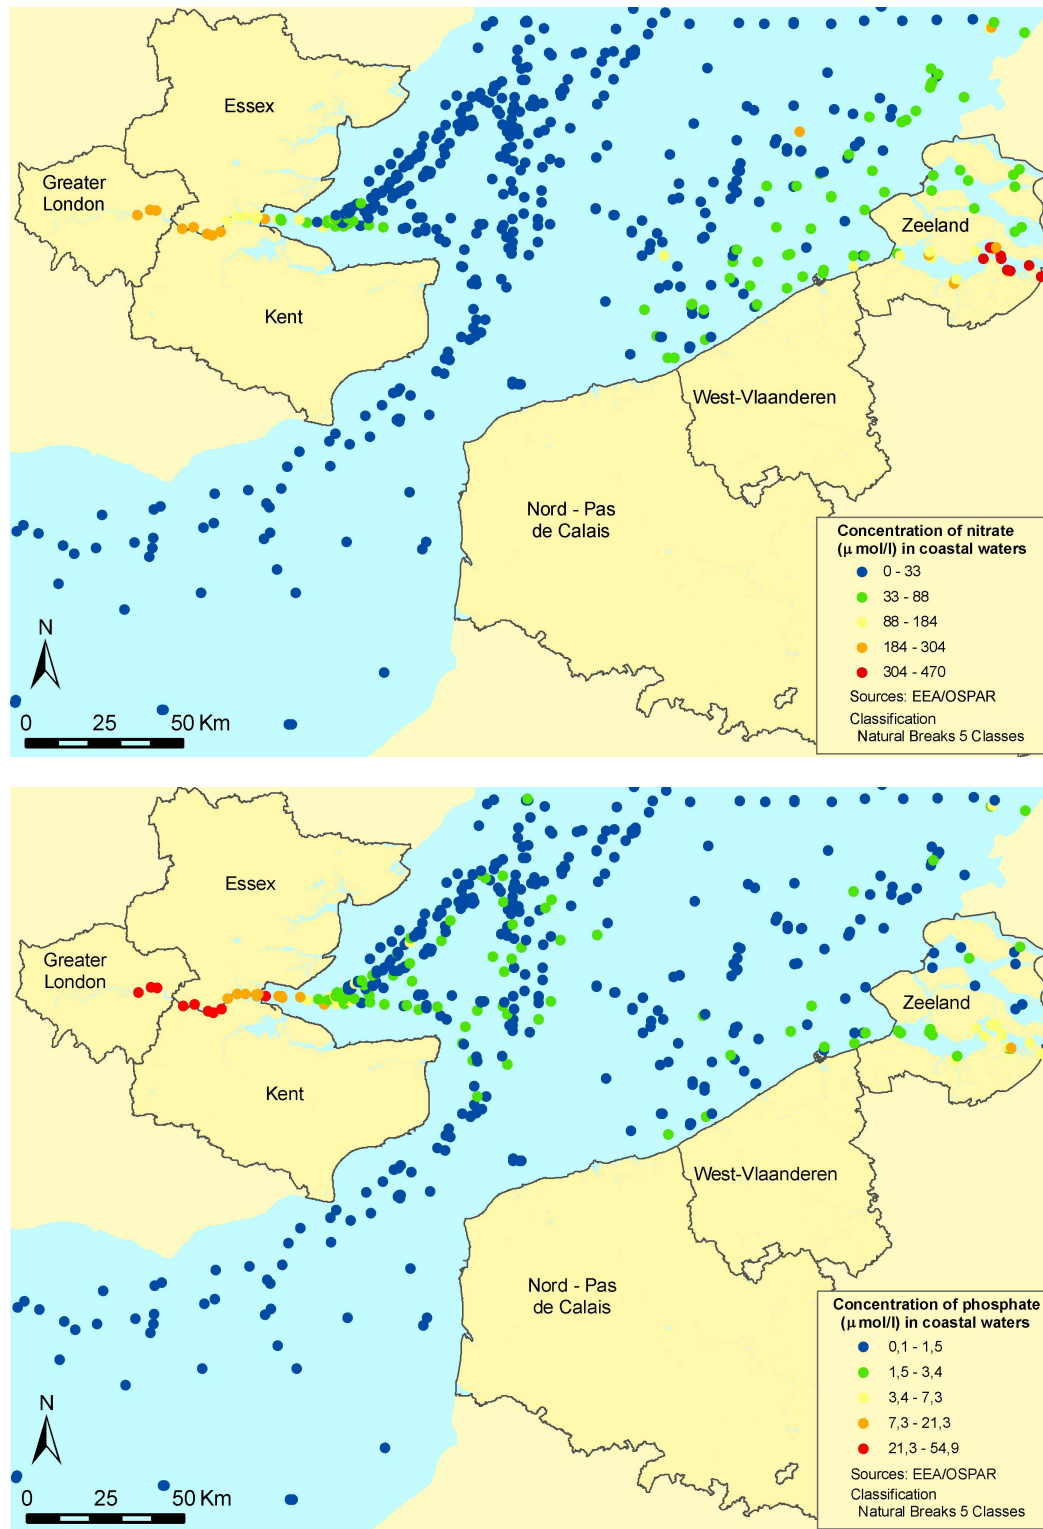 Essex
Greater
London
Zeeland
Kent
West-Vlaanderen
Nord - Pas
de Calais
Concentration of nitrate
(μ mol/l) in coastal waters
0 - 33
33 - 88
88 - 184
184 - 304
304 - 470
Sources: EEA/OSPAR
Classification
Natural Breaks 5 Classes
N
0 25 50 Km
Essex
Greater
London
Zeeland
Kent
West-Vlaanderen
Nord - Pas
de Calais
Concentration of phosphate
(μ mol/l) in coastal waters
0,1 - 1,5
1,5 - 3,4
3,4 - 7,3
7,3 - 21,3
21,3 - 54,9
Sources: EEA/OSPAR
Classification
Natural Breaks 5 Classes
N
0 25 50 Km